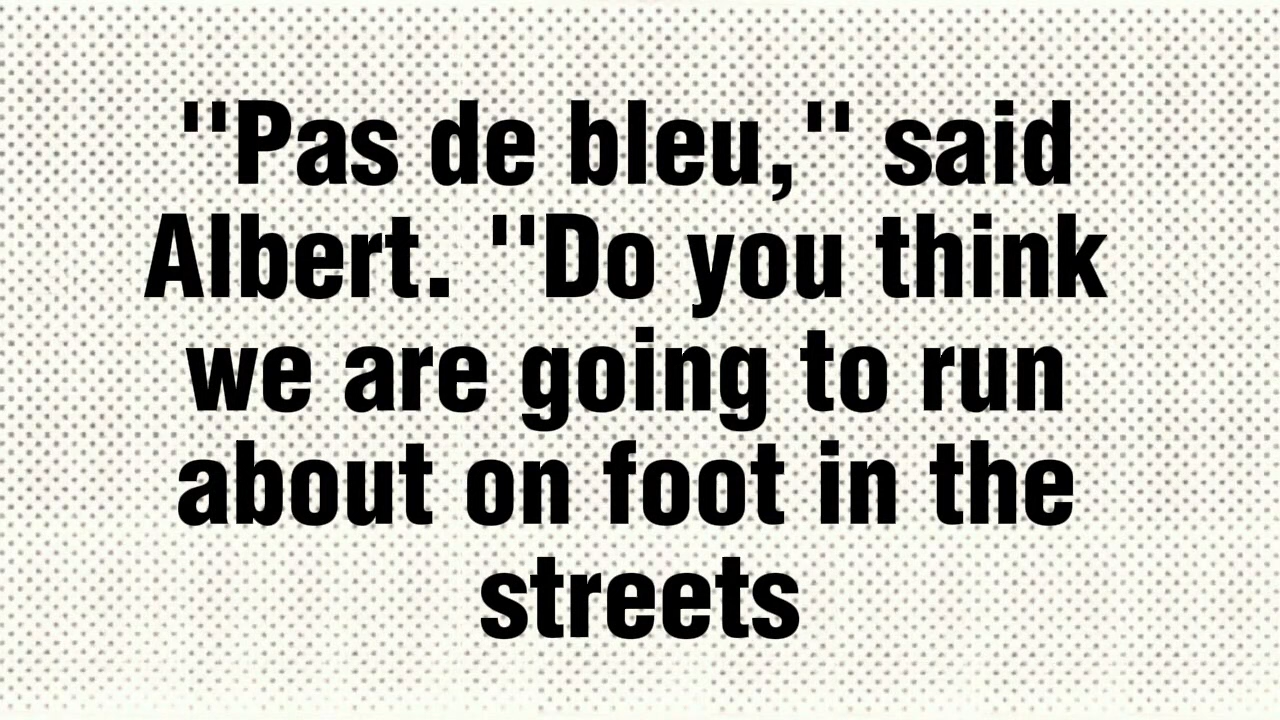 "Pas de bleu," said
Albert. "Do you think
we are going to run
about on foot in the
streets